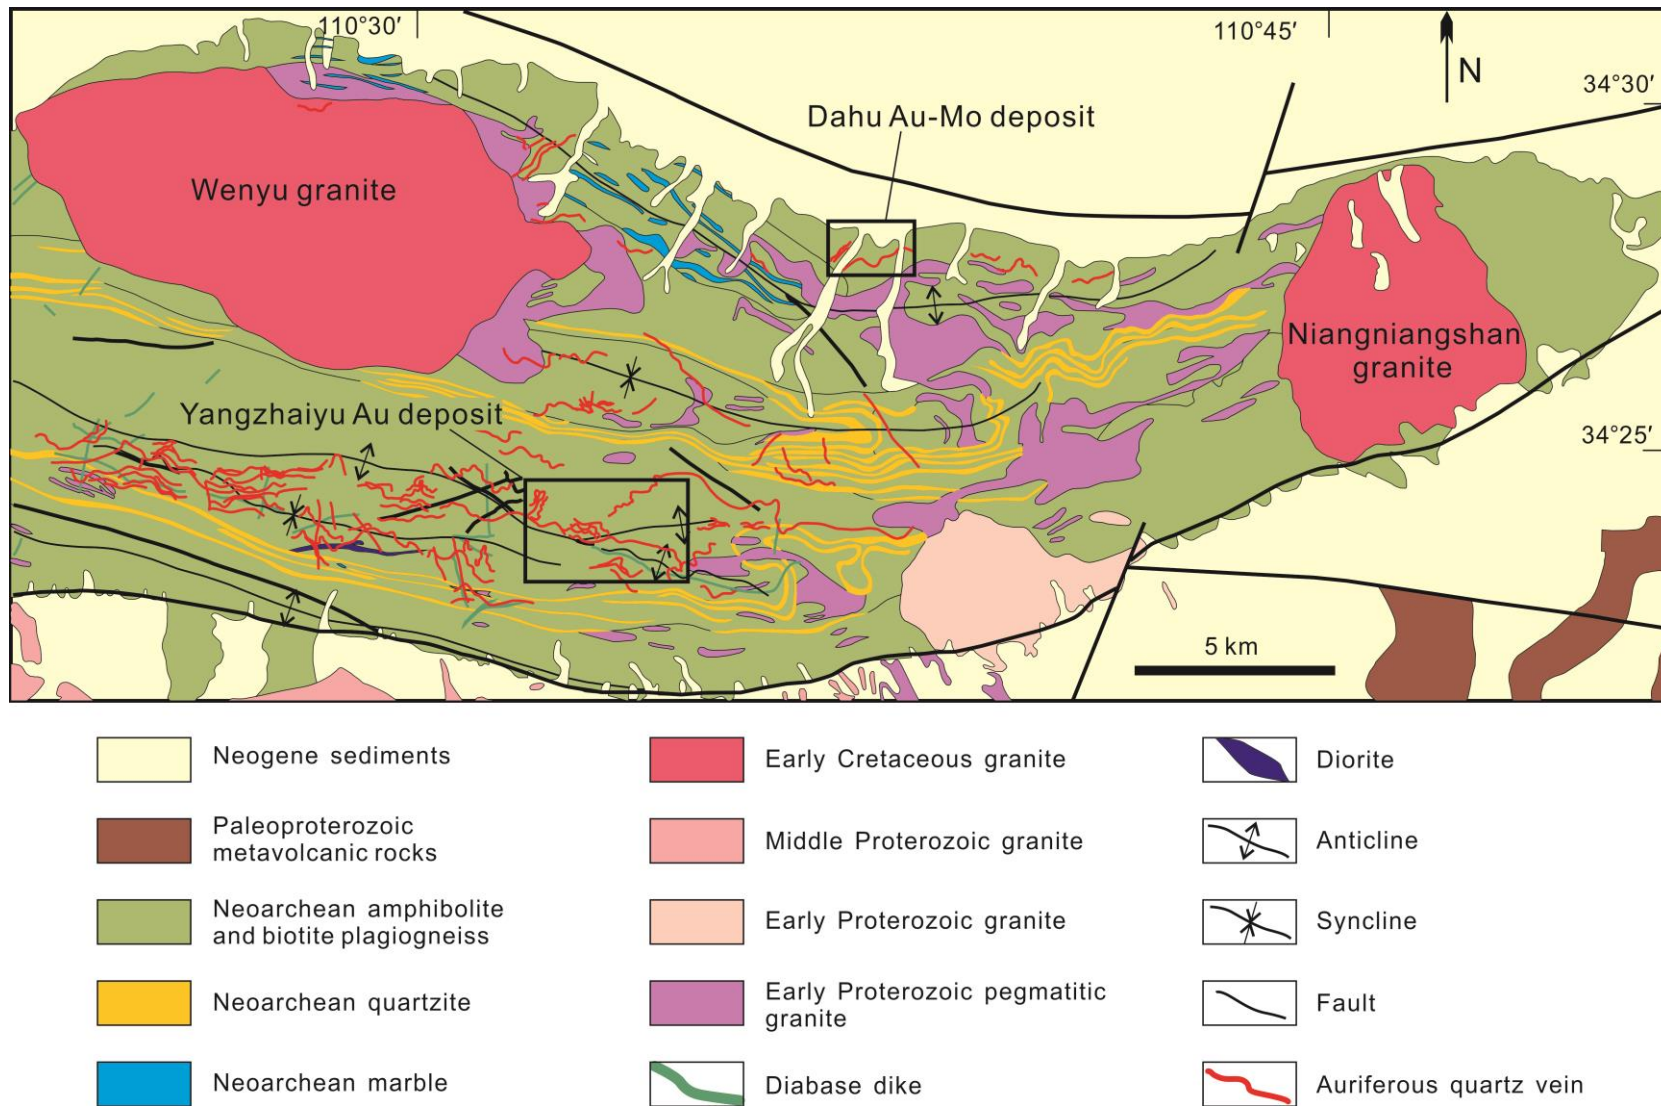 110°30′
110°45′
N
34°30′
Dahu Au-Mo deposit
Wenyu granite
Niangniangshan
granite
Yangzhaiyu Au deposit
34°25′
5 km
Neogene sediments
Early Cretaceous granite
Diorite
Paleoproterozoic
metavolcanic rocks
Middle Proterozoic granite
Anticline
Neoarchean amphibolite
and biotite plagiogneiss
Early Proterozoic granite
Syncline
Neoarchean quartzite
Early Proterozoic pegmatitic
granite
Fault
Neoarchean marble
Diabase dike
Auriferous quartz vein